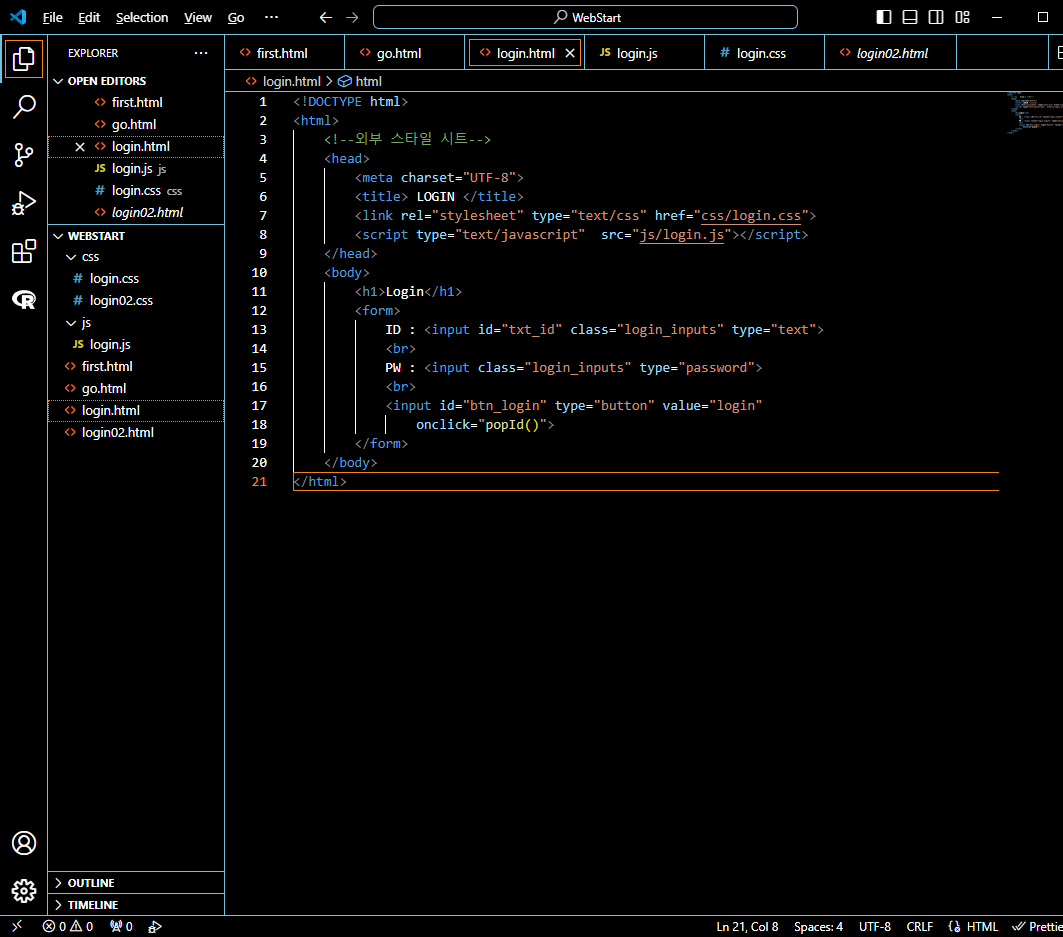 File Edit Selection View Go ··· WebStart
EXPLORER ···
OPEN EDITORS
first.html
go.html
login.html
JS login.js js
# login.css css
login02.html
WEBSTART
css
# login.css
# login02.css
js
JS login.js
first.html
go.html
login.html
login02.html
OUTLINE
TIMELINE
first.html go.html login.html JS login.js # login.css login02.html
login.html > html
1 <!DOCTYPE html>
2 <html>
3 <!--외부 스타일 시트-->
4 <head>
5 <meta charset="UTF-8">
6 <title> LOGIN </title>
7 <link rel="stylesheet" type="text/css" href="css/login.css">
8 <script type="text/javascript"  src="js/login.js"></script>
9 </head>
10 <body>
11 <h1>Login</h1>
12 <form>
13 ID : <input id="txt_id" class="login_inputs" type="text">
14 <br>
15 PW : <input class="login_inputs" type="password">
16 <br>
17 <input id="btn_login" type="button" value="login"
18 onclick="popId()">
19 </form>
20 </body>
21 </html>
0 0 0 Ln 21, Col 8 Spaces: 4 UTF-8 CRLF HTML Prettie